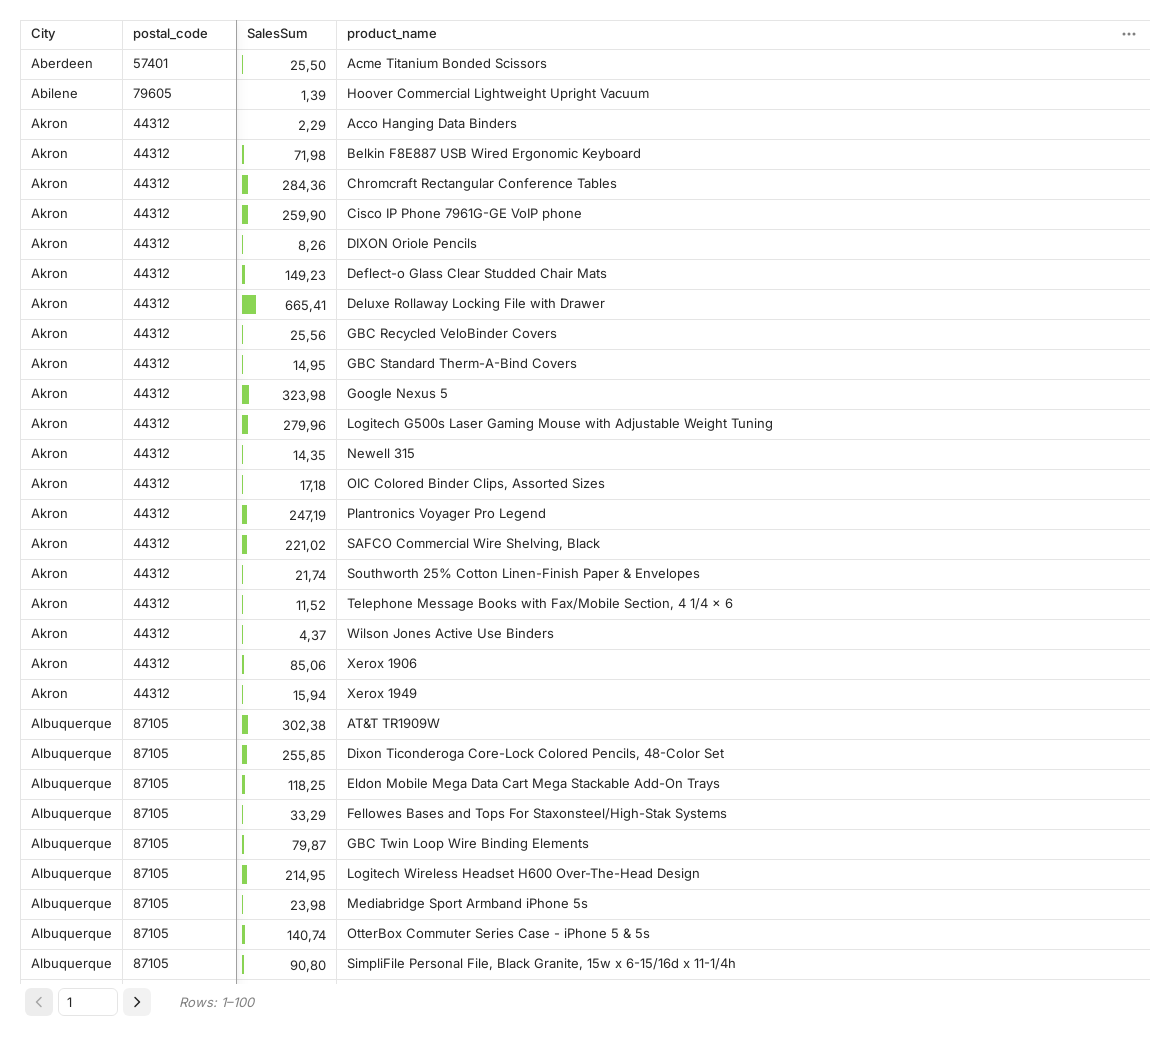 City postal_code SalesSum product_name
Aberdeen 57401 25,50 Acme Titanium Bonded Scissors
Abilene 79605 1,39 Hoover Commercial Lightweight Upright Vacuum
Akron 44312 2,29 Acco Hanging Data Binders
Akron 44312 71,98 Belkin F8E887 USB Wired Ergonomic Keyboard
Akron 44312 284,36 Chromcraft Rectangular Conference Tables
Akron 44312 259,90 Cisco IP Phone 7961G-GE VoIP phone
Akron 44312 8,26 DIXON Oriole Pencils
Akron 44312 149,23 Deflect-o Glass Clear Studded Chair Mats
Akron 44312 665,41 Deluxe Rollaway Locking File with Drawer
Akron 44312 25,56 GBC Recycled VeloBinder Covers
Akron 44312 14,95 GBC Standard Therm-A-Bind Covers
Akron 44312 323,98 Google Nexus 5
Akron 44312 279,96 Logitech G500s Laser Gaming Mouse with Adjustable Weight Tuning
Akron 44312 14,35 Newell 315
Akron 44312 17,18 OIC Colored Binder Clips, Assorted Sizes
Akron 44312 247,19 Plantronics Voyager Pro Legend
Akron 44312 221,02 SAFCO Commercial Wire Shelving, Black
Akron 44312 21,74 Southworth 25% Cotton Linen-Finish Paper & Envelopes
Akron 44312 11,52 Telephone Message Books with Fax/Mobile Section, 4 1/4 × 6
Akron 44312 4,37 Wilson Jones Active Use Binders
Akron 44312 85,06 Xerox 1906
Akron 44312 15,94 Xerox 1949
Albuquerque 87105 302,38 AT&T TR1909W
Albuquerque 87105 255,85 Dixon Ticonderoga Core-Lock Colored Pencils, 48-Color Set
Albuquerque 87105 118,25 Eldon Mobile Mega Data Cart Mega Stackable Add-On Trays
Albuquerque 87105 33,29 Fellowes Bases and Tops For Staxonsteel/High-Stak Systems
Albuquerque 87105 79,87 GBC Twin Loop Wire Binding Elements
Albuquerque 87105 214,95 Logitech Wireless Headset H600 Over-The-Head Design
Albuquerque 87105 23,98 Mediabridge Sport Armband iPhone 5s
Albuquerque 87105 140,74 OtterBox Commuter Series Case - iPhone 5 & 5s
Albuquerque 87105 90,80 SimpliFile Personal File, Black Granite, 15w x 6-15/16d x 11-1/4h
1 Rows: 1–100